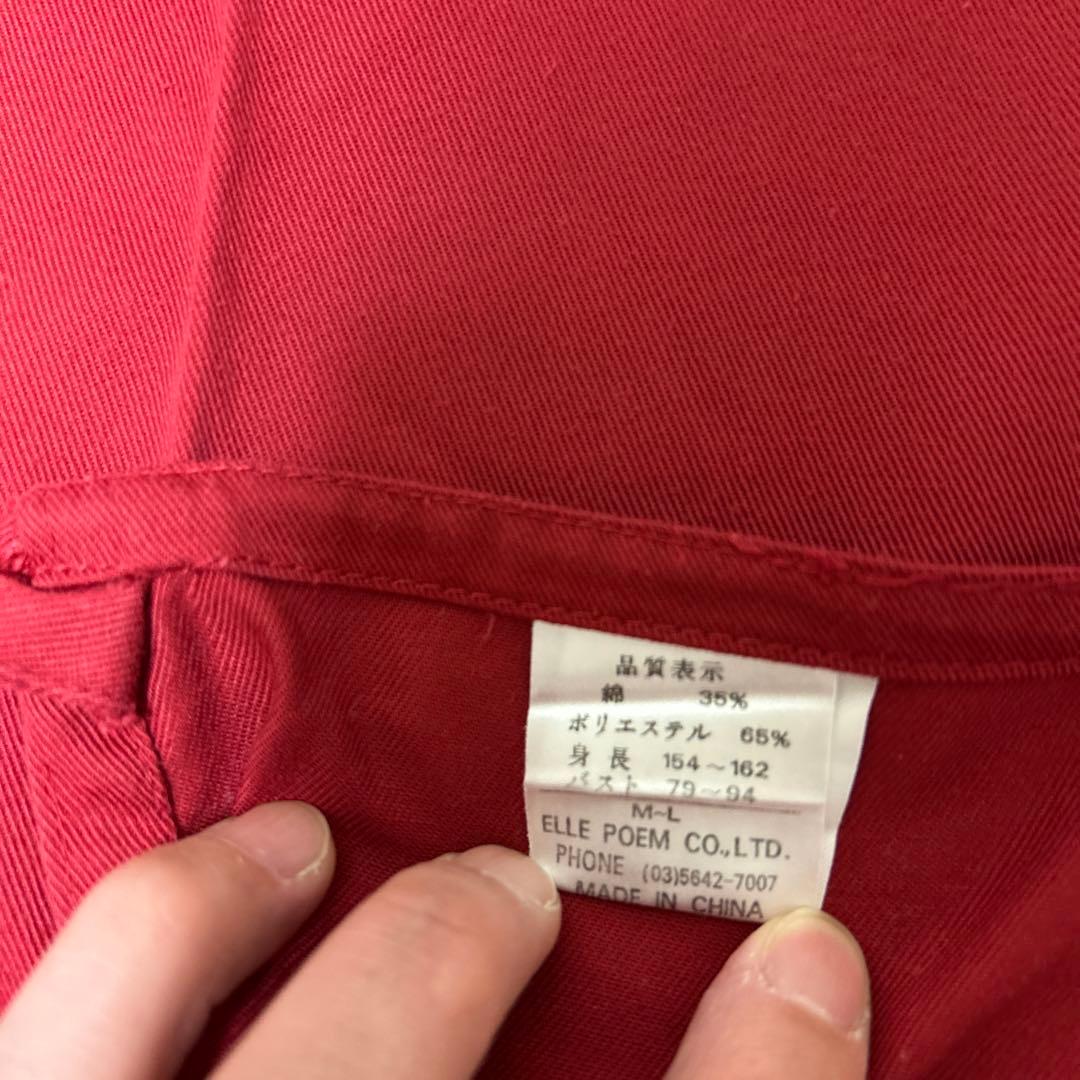 品質表示
綿 35%
ポリエステル 65%
身長 154～162
バスト 79～94
M~L
ELLE POEM CO.,LTD.
PHONE (03)5642-7007
MADE IN CHINA